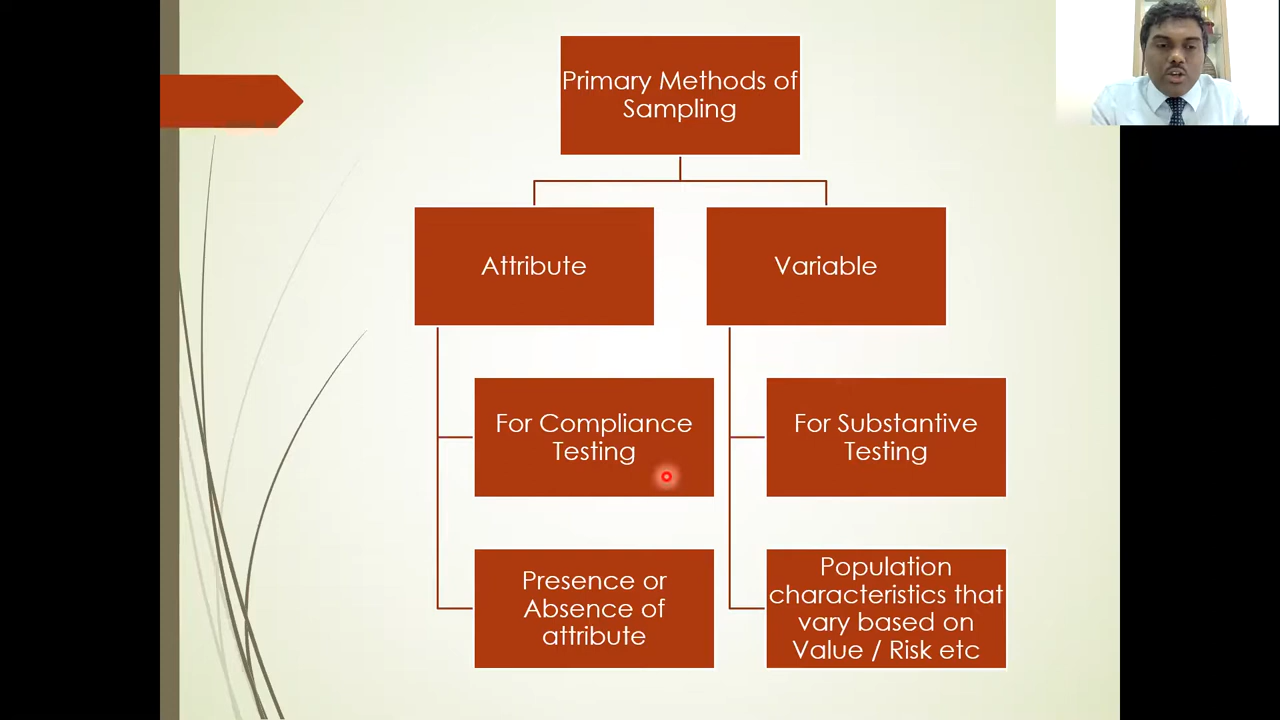 Primary Methods of
Sampling
Attribute
Variable
For Compliance
Testing
For Substantive
Testing
Presence or
Absence of
attribute
Population
characteristics that
vary based on
Value / Risk etc